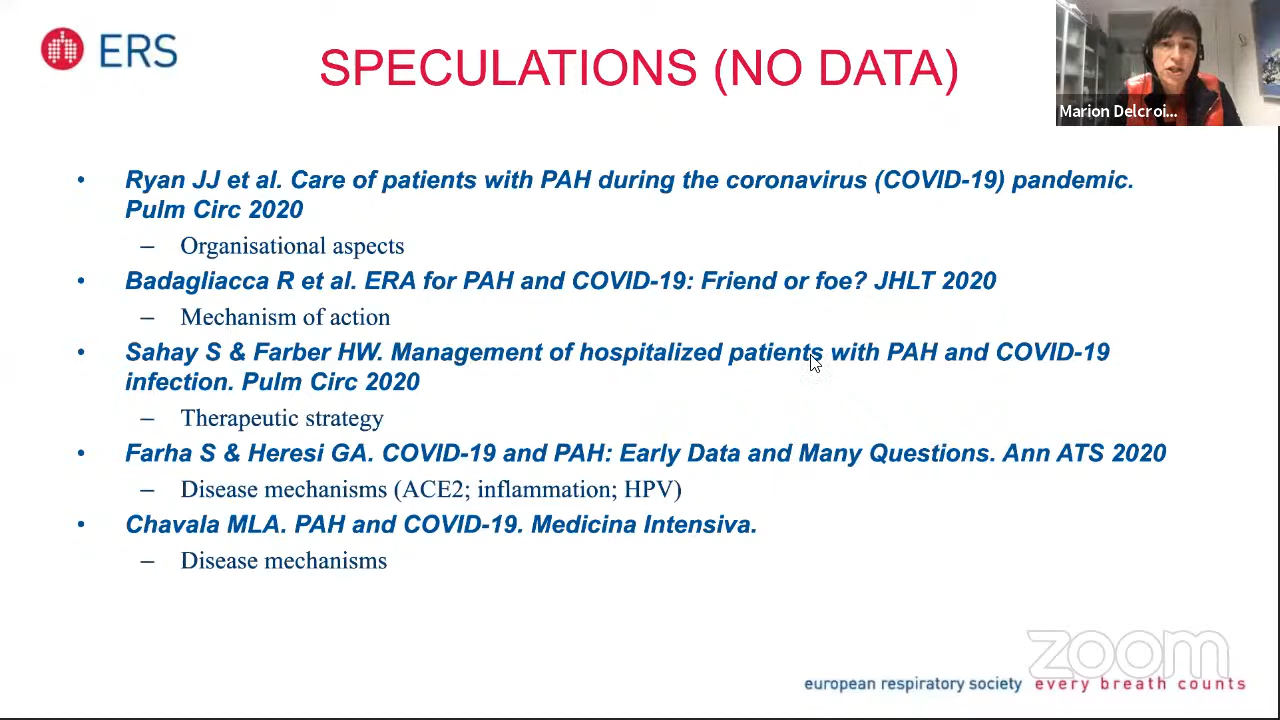 ERS
SPECULATIONS (NO DATA)
Marion Delcroi...
• Ryan JJ et al. Care of patients with PAH during the coronavirus (COVID-19) pandemic.
Pulm Circ 2020
– Organisational aspects
• Badagliacca R et al. ERA for PAH and COVID-19: Friend or foe? JHLT 2020
– Mechanism of action
• Sahay S & Farber HW. Management of hospitalized patients with PAH and COVID-19
infection. Pulm Circ 2020
– Therapeutic strategy
• Farha S & Heresi GA. COVID-19 and PAH: Early Data and Many Questions. Ann ATS 2020
– Disease mechanisms (ACE2; inflammation; HPV)
• Chavala MLA. PAH and COVID-19. Medicina Intensiva.
– Disease mechanisms
zoom
european respiratory society every breath counts